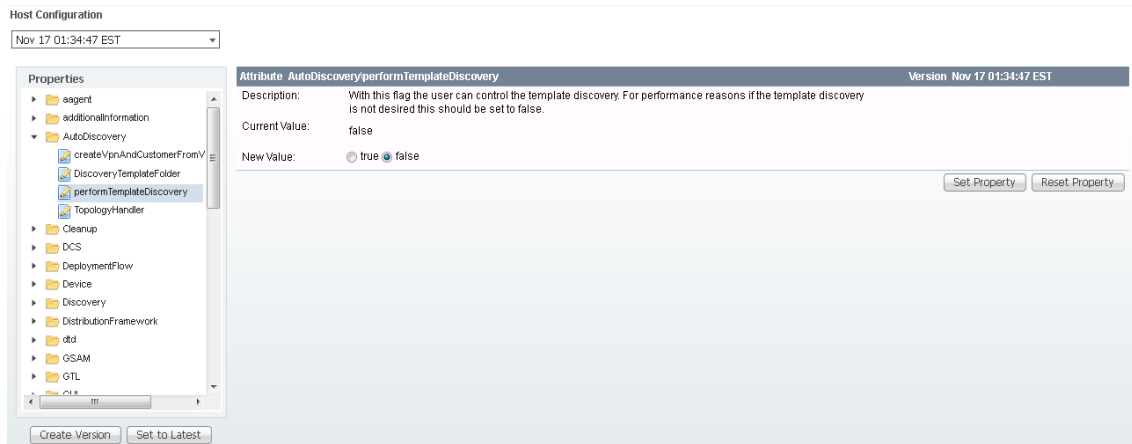 Host Configuration
Nov 17 01:34:47 EST
Properties
aagent
additionalInformation
AutoDiscovery
createVpnAndCustomerFromV
DiscoveryTemplateFolder
performTemplateDiscovery
TopologyHandler
Cleanup
DCS
DeploymentFlow
Device
Discovery
DistributionFramework
dtd
GSAM
GTL
Create Version Set to Latest
Attribute AutoDiscovery\performTemplateDiscovery Version Nov 17 01:34:47 EST
Description: With this flag the user can control the template discovery. For performance reasons if the template discovery
is not desired this should be set to false.
Current Value: false
New Value: true false
Set Property Reset Property